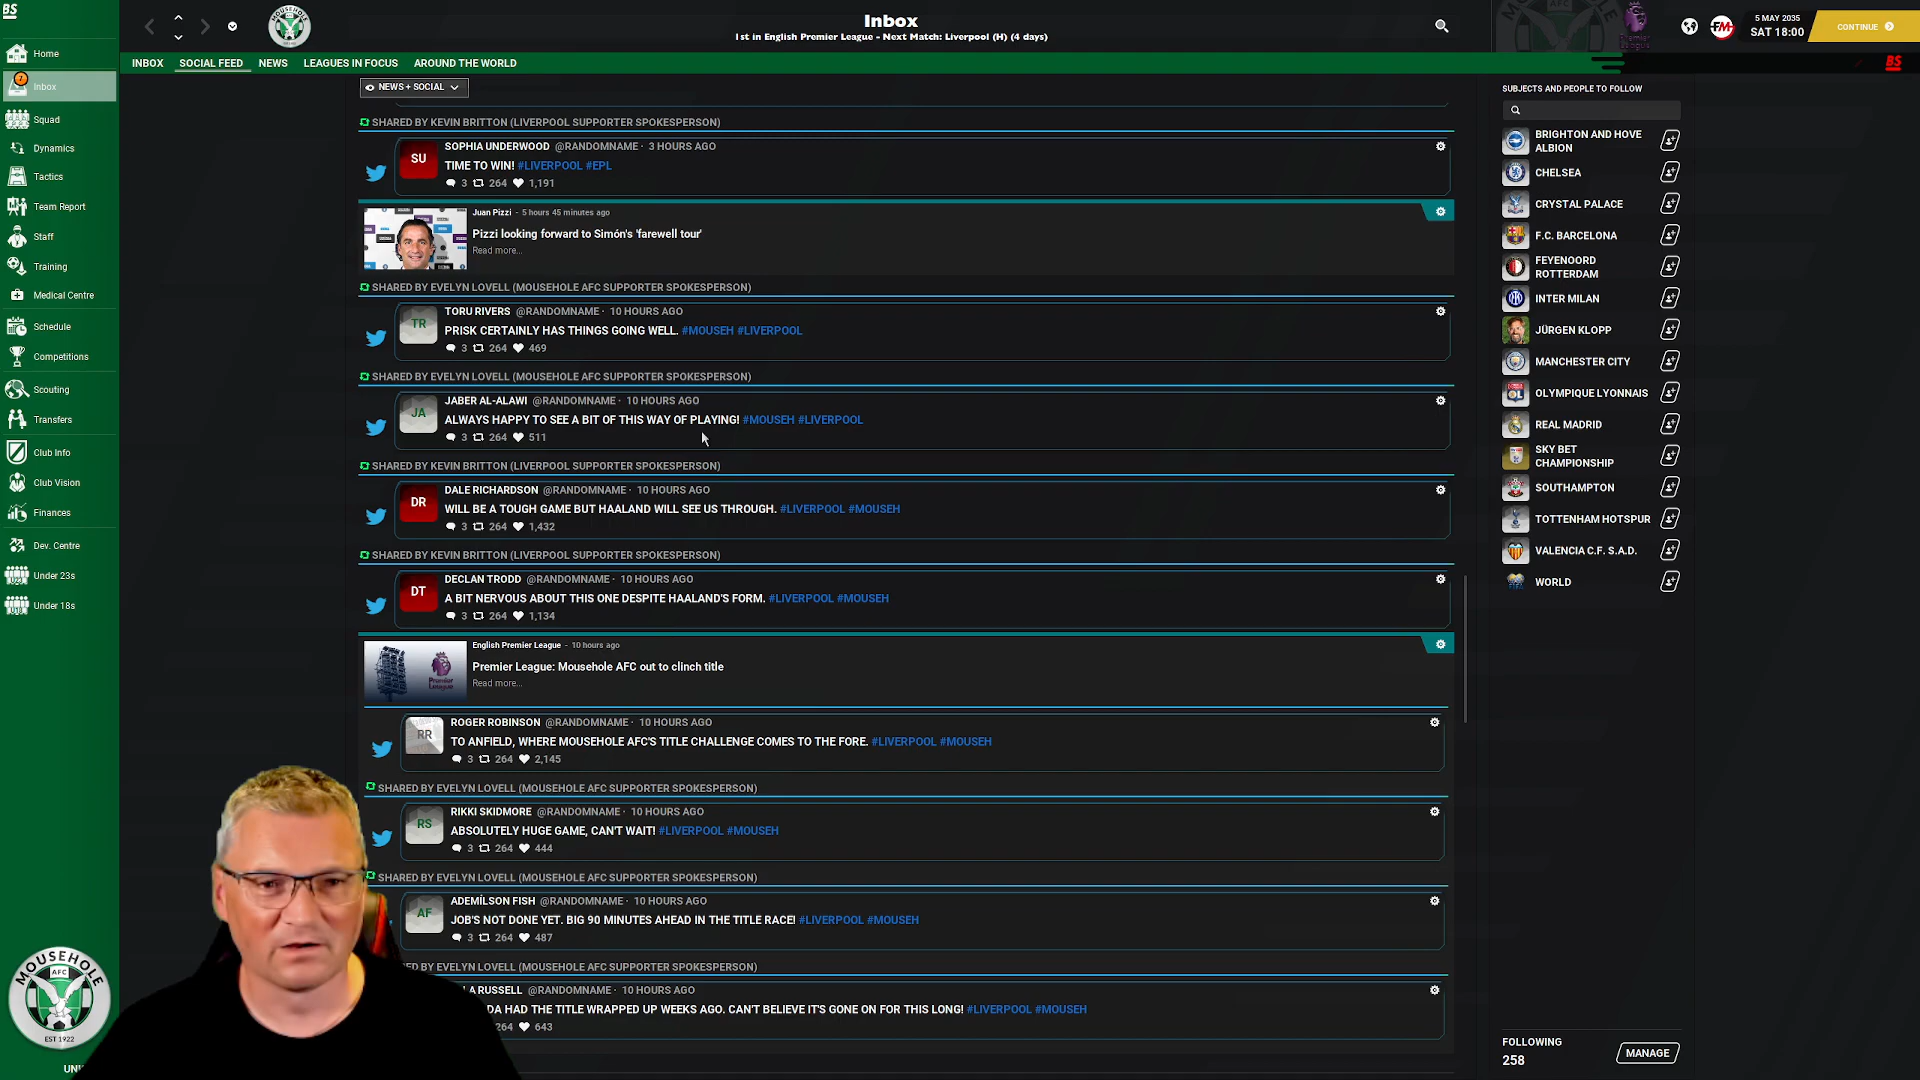 BS
Inbox
1st in English Premier League - Next Match: Liverpool (H) (4 days)
5 MAY 2035
SAT 18:00
CONTINUE
FM
INBOX
SOCIAL FEED
NEWS
LEAGUES IN FOCUS
AROUND THE WORLD
BS
Home
7
Inbox
Squad
Dynamics
Tactics
Team Report
Staff
Training
Medical Centre
Schedule
Competitions
Scouting
Transfers
Club Info
Club Vision
Finances
Dev. Centre
Under 23s
Under 18s
MOUSEHOLE
AFC
EST 1922
NEWS + SOCIAL
SHARED BY KEVIN BRITTON (LIVERPOOL SUPPORTER SPOKESPERSON)
SU
SOPHIA UNDERWOOD @RANDOMNAME · 3 HOURS AGO
TIME TO WIN! #LIVERPOOL #EPL
3 264 1,191
Juan Pizzi - 5 hours 45 minutes ago
Pizzi looking forward to Simón's 'farewell tour'
Read more...
SHARED BY EVELYN LOVELL (MOUSEHOLE AFC SUPPORTER SPOKESPERSON)
TR
TORU RIVERS @RANDOMNAME · 10 HOURS AGO
PRISK CERTAINLY HAS THINGS GOING WELL. #MOUSEH #LIVERPOOL
3 264 469
SHARED BY EVELYN LOVELL (MOUSEHOLE AFC SUPPORTER SPOKESPERSON)
JA
JABER AL-ALAWI @RANDOMNAME · 10 HOURS AGO
ALWAYS HAPPY TO SEE A BIT OF THIS WAY OF PLAYING! #MOUSEH #LIVERPOOL
3 264 511
SHARED BY KEVIN BRITTON (LIVERPOOL SUPPORTER SPOKESPERSON)
DR
DALE RICHARDSON @RANDOMNAME · 10 HOURS AGO
WILL BE A TOUGH GAME BUT HAALAND WILL SEE US THROUGH. #LIVERPOOL #MOUSEH
3 264 1,432
SHARED BY KEVIN BRITTON (LIVERPOOL SUPPORTER SPOKESPERSON)
DT
DECLAN TRODD @RANDOMNAME · 10 HOURS AGO
A BIT NERVOUS ABOUT THIS ONE DESPITE HAALAND'S FORM. #LIVERPOOL #MOUSEH
3 264 1,134
English Premier League - 10 hours ago
Premier League: Mousehole AFC out to clinch title
Read more...
RR
ROGER ROBINSON @RANDOMNAME · 10 HOURS AGO
TO ANFIELD, WHERE MOUSEHOLE AFC'S TITLE CHALLENGE COMES TO THE FORE. #LIVERPOOL #MOUSEH
3 264 2,145
SHARED BY EVELYN LOVELL (MOUSEHOLE AFC SUPPORTER SPOKESPERSON)
RS
RIKKI SKIDMORE @RANDOMNAME · 10 HOURS AGO
ABSOLUTELY HUGE GAME, CAN'T WAIT! #LIVERPOOL #MOUSEH
3 264 444
SHARED BY EVELYN LOVELL (MOUSEHOLE AFC SUPPORTER SPOKESPERSON)
AF
ADEMÍLSON FISH @RANDOMNAME · 10 HOURS AGO
JOB'S NOT DONE YET. BIG 90 MINUTES AHEAD IN THE TITLE RACE! #LIVERPOOL #MOUSEH
3 264 487
BY EVELYN LOVELL (MOUSEHOLE AFC SUPPORTER SPOKESPERSON)
RUSSELL @RANDOMNAME · 10 HOURS AGO
HAD THE TITLE WRAPPED UP WEEKS AGO. CAN'T BELIEVE IT'S GONE ON FOR THIS LONG! #LIVERPOOL #MOUSEH
264 643
SUBJECTS AND PEOPLE TO FOLLOW
BRIGHTON AND HOVE
ALBION
CHELSEA
CRYSTAL PALACE
F.C. BARCELONA
FEYENOORD
ROTTERDAM
INTER MILAN
JÜRGEN KLOPP
MANCHESTER CITY
OLYMPIQUE LYONNAIS
REAL MADRID
SKY BET
CHAMPIONSHIP
SOUTHAMPTON
TOTTENHAM HOTSPUR
VALENCIA C.F. S.A.D.
WORLD
FOLLOWING
258
MANAGE